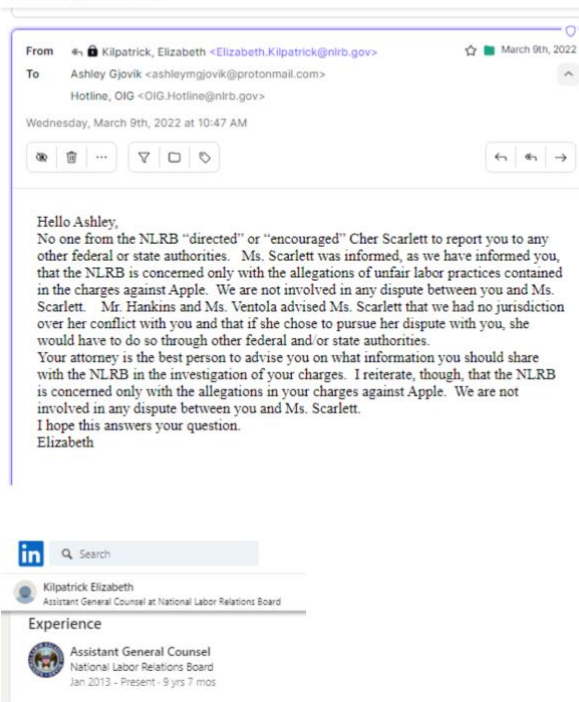 From Kilpatrick, Elizabeth <Elizabeth.Kilpatrick@nlrb.gov> March 9th, 2022
To Ashley Gjovik <ashleymgjovik@protonmail.com>
Hotline, OIG <OIG.Hotline@nlrb.gov>
Wednesday, March 9th, 2022 at 10:47 AM
Hello Ashley,
No one from the NLRB “directed” or “encouraged” Cher Scarlett to report you to any
other federal or state authorities. Ms. Scarlett was informed, as we have informed you,
that the NLRB is concerned only with the allegations of unfair labor practices contained
in the charges against Apple. We are not involved in any dispute between you and Ms.
Scarlett. Mr. Hankins and Ms. Ventola advised Ms. Scarlett that we had no jurisdiction
over her conflict with you and that if she chose to pursue her dispute with you, she
would have to do so through other federal and/or state authorities.
Your attorney is the best person to advise you on what information you should share
with the NLRB in the investigation of your charges. I reiterate, though, that the NLRB
is concerned only with the allegations in your charges against Apple. We are not
involved in any dispute between you and Ms. Scarlett.
I hope this answers your question.
Elizabeth
in Search
Kilpatrick Elizabeth
Assistant General Counsel at National Labor Relations Board
Experience
Assistant General Counsel
National Labor Relations Board
Jan 2013 - Present · 9 yrs 7 mos